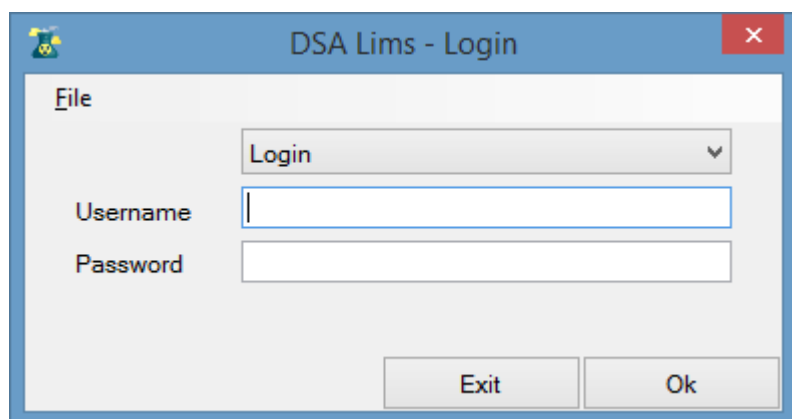 DSA Lims - Login
File
Login
Username
Password
Exit Ok